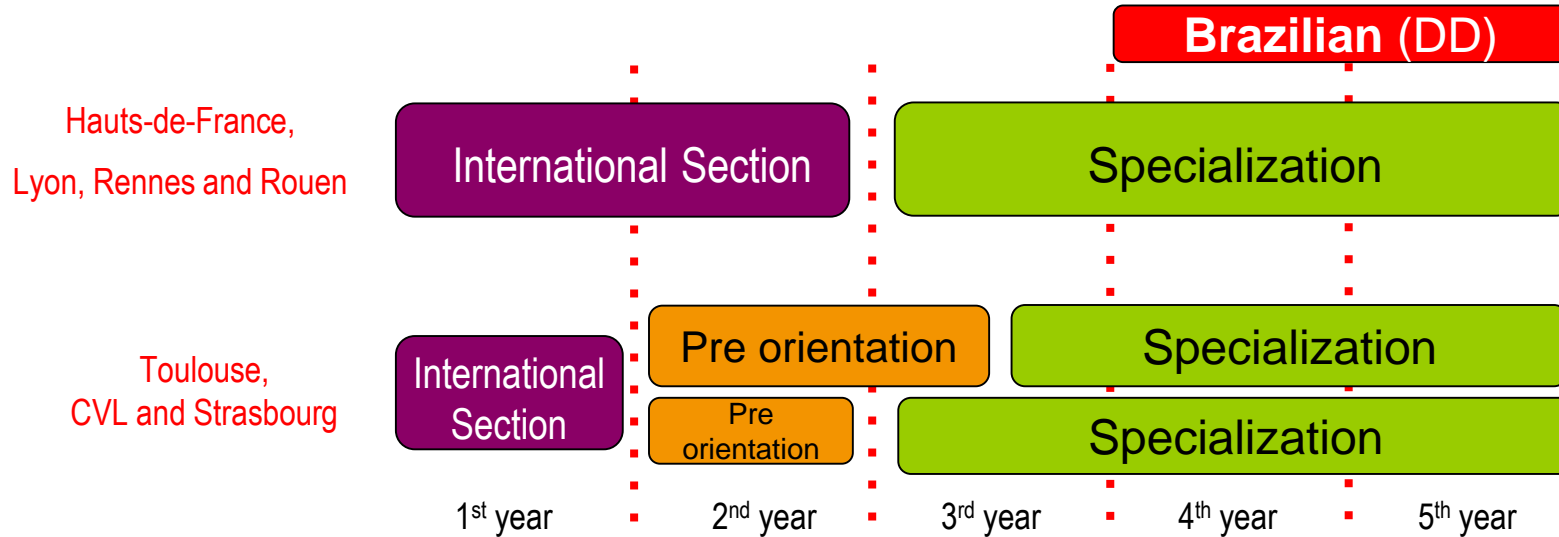 Brazilian (DD)
Hauts-de-France,
Lyon, Rennes and Rouen
International Section
Specialization
Toulouse,
CVL and Strasbourg
International
Section
Pre orientation
Specialization
Pre
orientation
Specialization
1st year
2nd year
3rd year
4th year
5th year